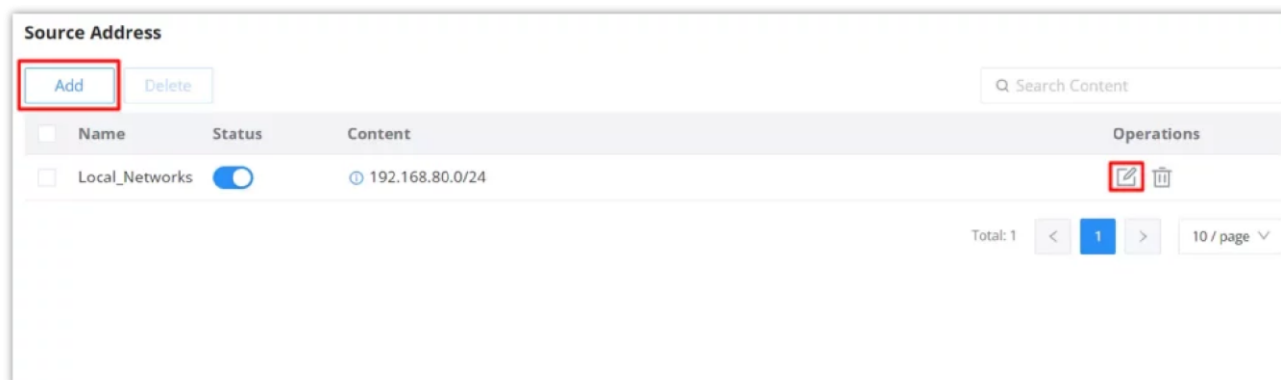 Source Address
Add Delete Search Content
Name Status Content Operations
Local_Networks 192.168.80.0/24
Total: 1 < 1 > 10 / page